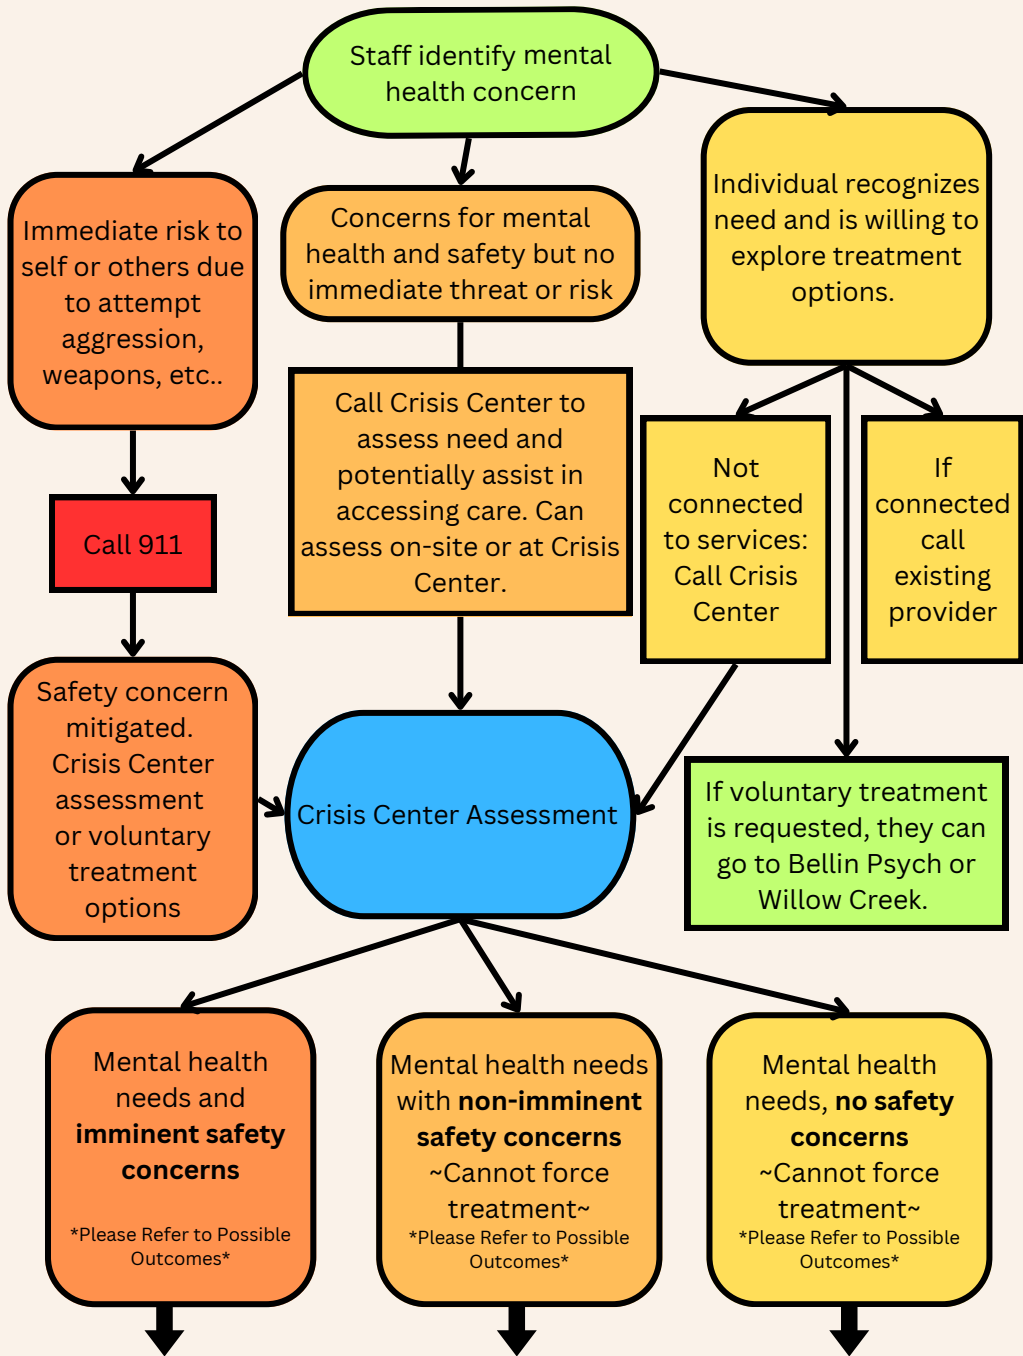 Staff identify mental
health concern
Immediate risk to
self or others due
to attempt
aggression,
weapons, etc..
Concerns for mental
health and safety but no
immediate threat or risk
Individual recognizes
need and is willing to
explore treatment
options.
Call 911
Call Crisis Center to
assess need and
potentially assist in
accessing care. Can
assess on-site or at Crisis
Center.
Not
connected
to services:
Call Crisis
Center
If
connected
call
existing
provider
Safety concern
mitigated.
Crisis Center
assessment
or voluntary
treatment
options
Crisis Center Assessment
If voluntary treatment
is requested, they can
go to Bellin Psych or
Willow Creek.
Mental health
needs and
imminent safety
concerns
*Please Refer to Possible
Outcomes*
Mental health needs
with non-imminent
safety concerns
~Cannot force
treatment~
*Please Refer to Possible
Outcomes*
Mental health
needs, no safety
concerns
~Cannot force
treatment~
*Please Refer to Possible
Outcomes*